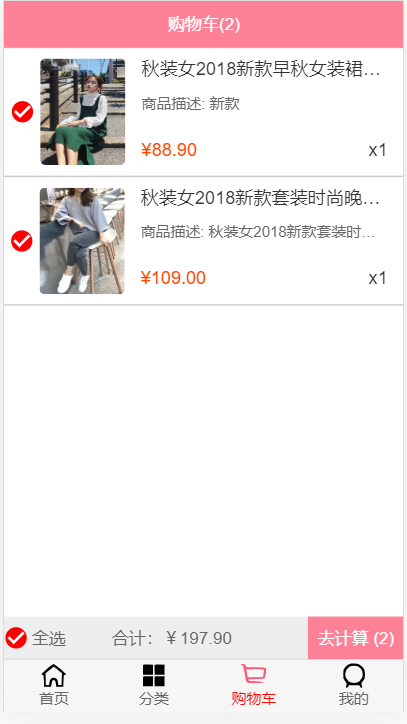 购物车(2)
秋装女2018新款早秋女装裙…
商品描述: 新款
¥88.90
x1
秋装女2018新款套装时尚晚…
商品描述: 秋装女2018新款套装时…
¥109.00
x1
全选
合计：￥197.90
去计算 (2)
首页
分类
购物车
我的